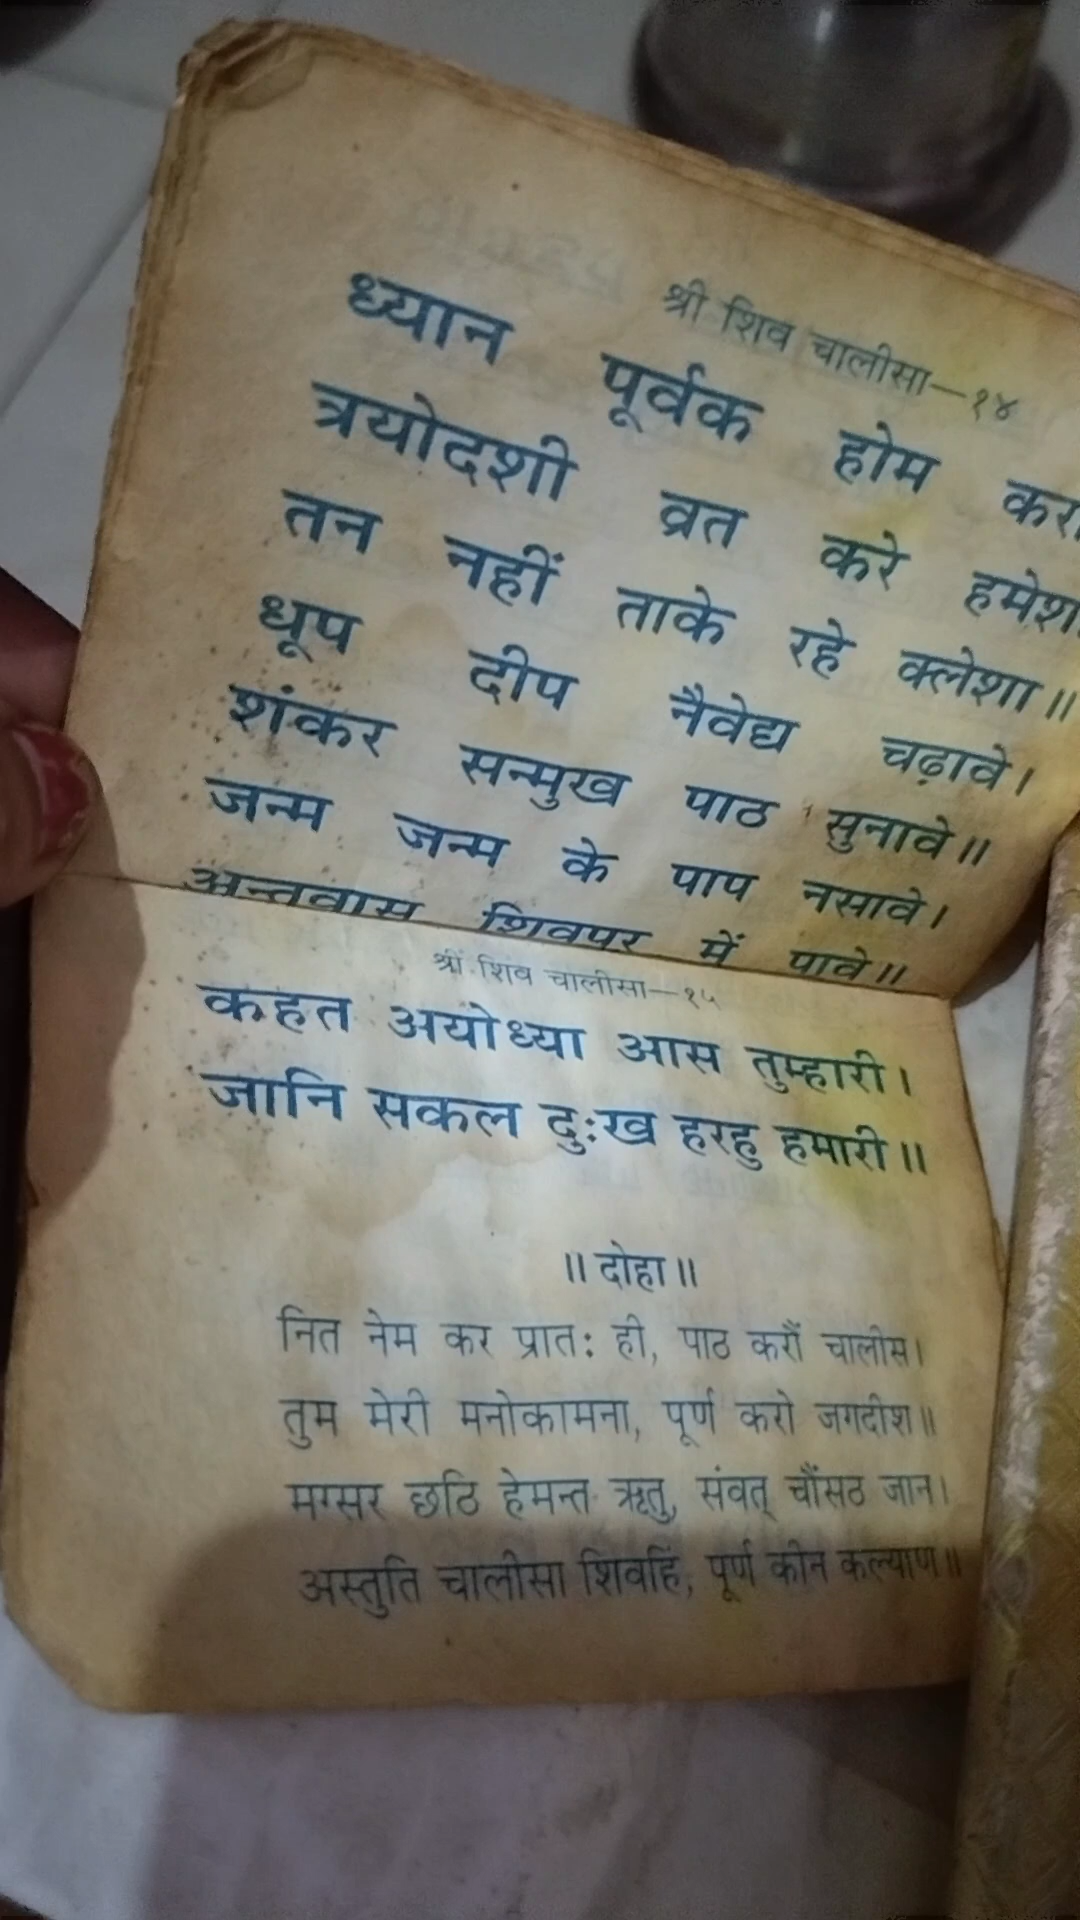 श्री शिव चालीसा—१४
ध्यान पूर्वक होम
त्रयोदशी व्रत करे
तन नहीं ताके रहे क्लेशा॥
धूप दीप नैवेद्य चढ़ावे।
शंकर सन्मुख पाठ सुनावे॥
जन्म जन्म के पाप नसावे।
अन्तवास शिवपुर में पावे॥
श्री शिव चालीसा—१५
कहत अयोध्या आस तुम्हारी।
जानि सकल दुःख हरहु हमारी॥
॥ दोहा॥
नित नेम कर प्रातः ही, पाठ करौं चालीस।
तुम मेरी मनोकामना, पूर्ण करो जगदीश॥
मग्सर छठि हेमन्त ऋतु, संवत् चौंसठ जान।
अस्तुति चालीसा शिवहिं, पूर्ण कीन कल्याण॥